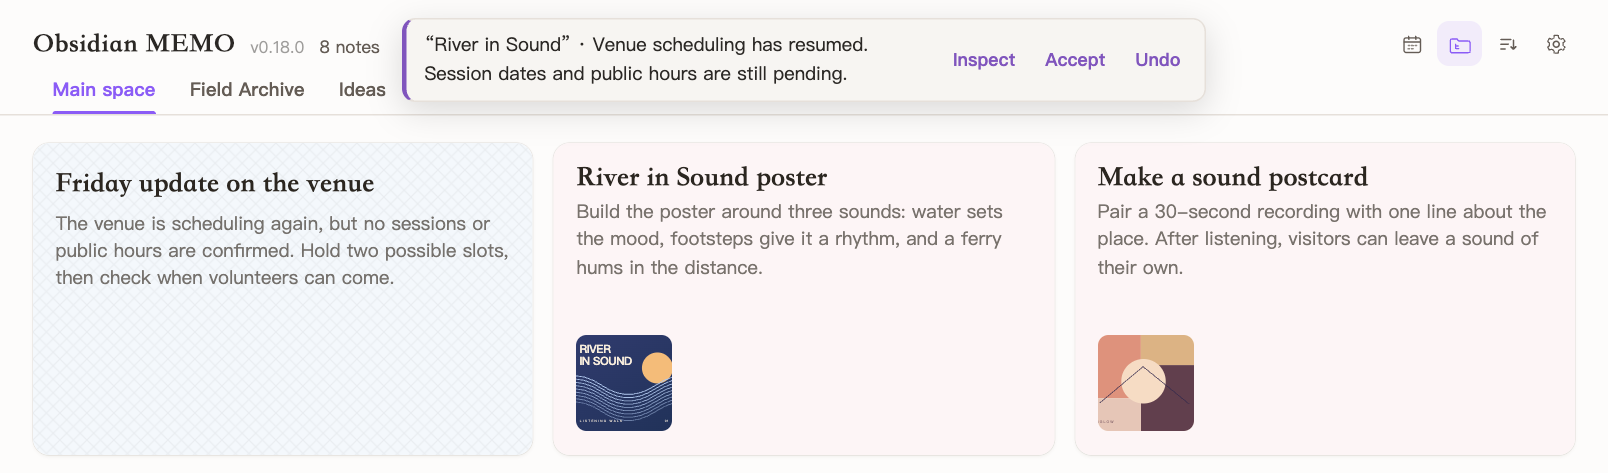 Obsidian MEMO v0.18.0 8 notes
“River in Sound” · Venue scheduling has resumed.
Session dates and public hours are still pending.
Inspect Accept Undo
Main space Field Archive Ideas
Friday update on the venue
The venue is scheduling again, but no sessions or
public hours are confirmed. Hold two possible slots,
then check when volunteers can come.
River in Sound poster
Build the poster around three sounds: water sets
the mood, footsteps give it a rhythm, and a ferry
hums in the distance.
RIVER
IN SOUND
LISTENING WALK
Make a sound postcard
Pair a 30–second recording with one line about the
place. After listening, visitors can leave a sound of
their own.